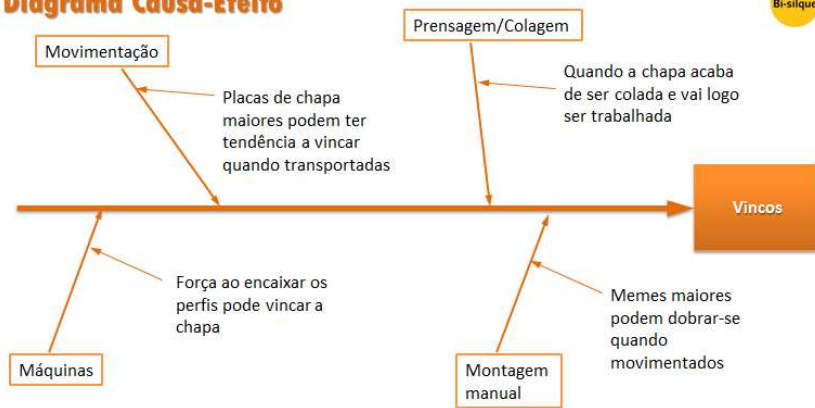 Diagrama Causa-Efeito
Bi-silque
Prensagem/Colagem
Movimentação
Quando a chapa acaba
de ser colada e vai logo
ser trabalhada
Placas de chapa
maiores podem ter
tendência a vincar
quando transportadas
Vincos
Força ao encaixar os
perfis pode vincar a
chapa
Memes maiores
podem dobrar-se
quando
movimentados
Máquinas
Montagem
manual